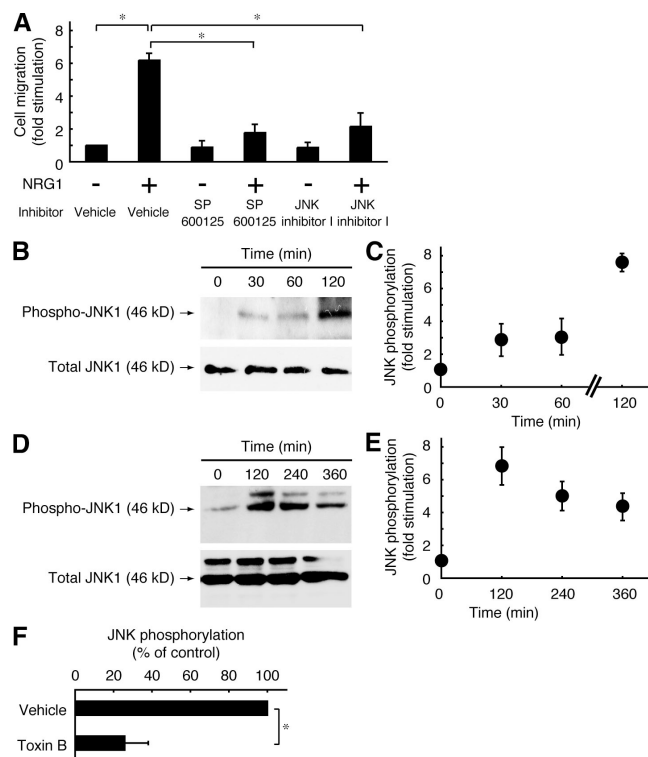 A
Cell migration
(fold stimulation)
8
6
4
2
0
* *
*
NRG1 - + - + - +
Inhibitor Vehicle Vehicle SP 600125 SP 600125 JNK inhibitor I JNK inhibitor I
B
Time (min)
0 30 60 120
Phospho-JNK1 (46 kD)
Total JNK1 (46 kD)
C
JNK phosphorylation
(fold stimulation)
8
6
4
2
0
0 30 60 120
Time (min)
D
Time (min)
0 120 240 360
Phospho-JNK1 (46 kD)
Total JNK1 (46 kD)
E
JNK phosphorylation
(fold stimulation)
8
6
4
2
0
0 120 240 360
Time (min)
F
JNK phosphorylation
(% of control)
0 20 40 60 80 100
Vehicle
*
Toxin B